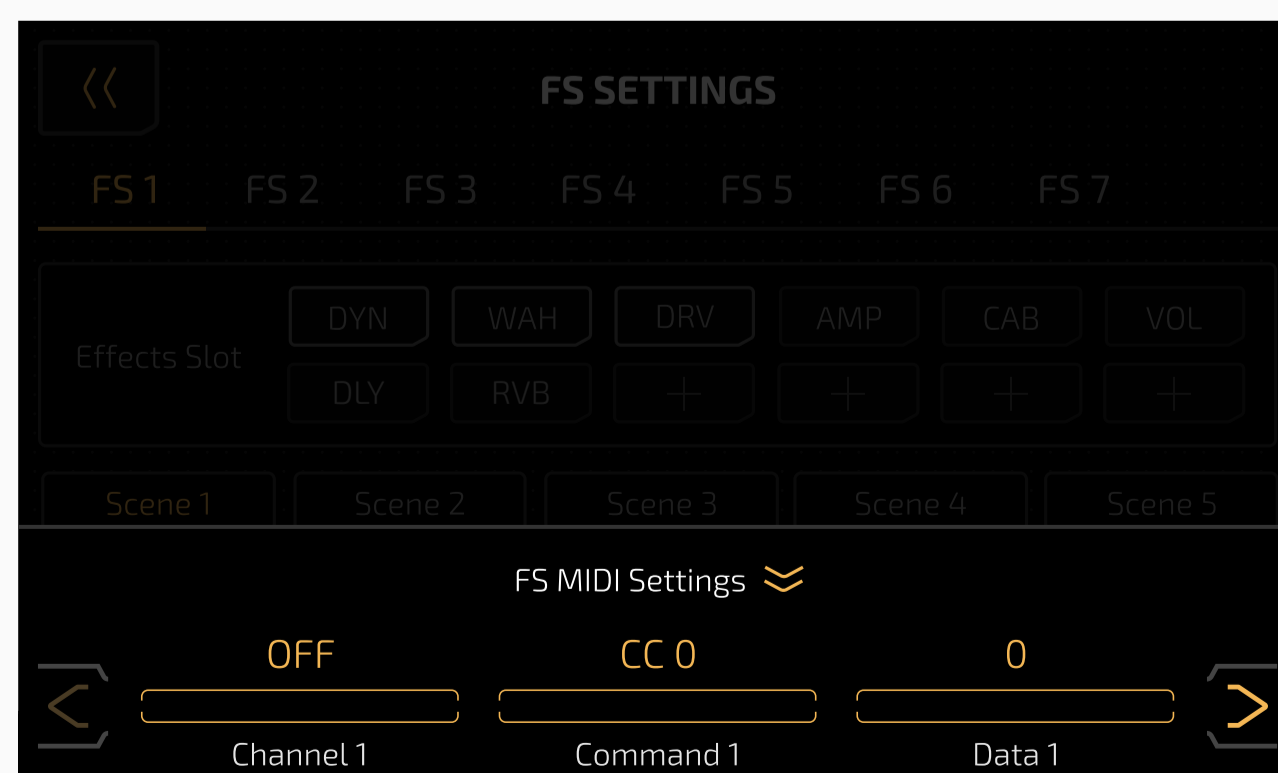 FS SETTINGS
FS 1 FS 2 FS 3 FS 4 FS 5 FS 6 FS 7
DYN WAH DRV AMP CAB VOL
Effects Slot
DLY RVB + + + +
Scene 1 Scene 2 Scene 3 Scene 4 Scene 5
FS MIDI Settings
OFF CC 0 0
Channel 1 Command 1 Data 1